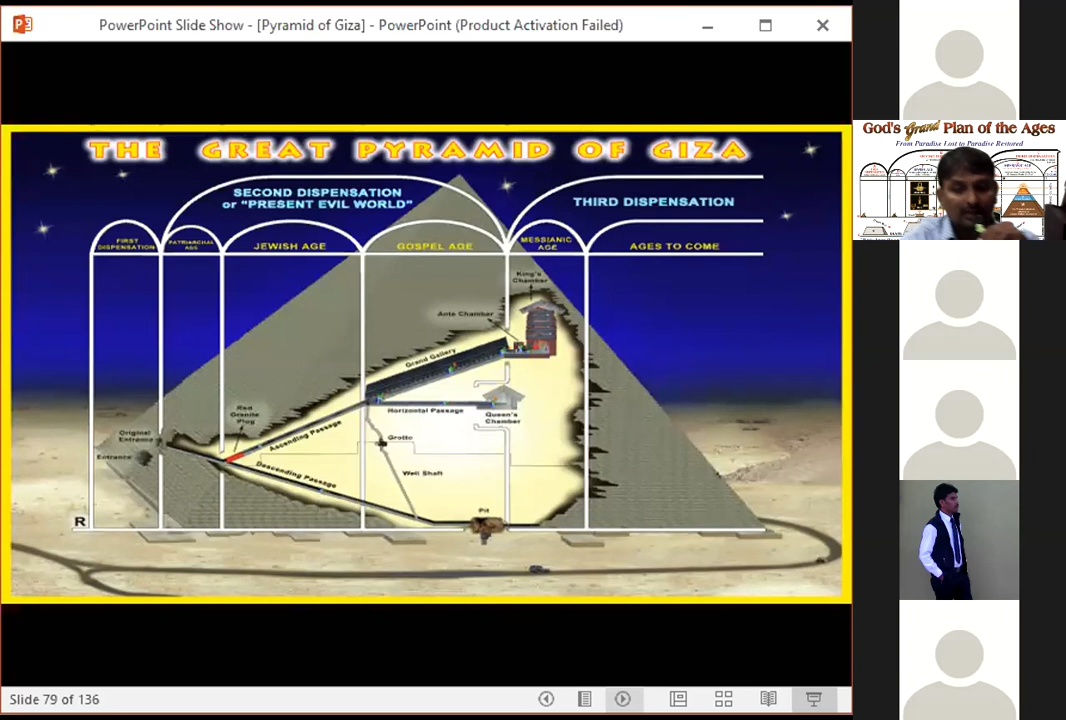 PowerPoint Slide Show - [Pyramid of Giza] - PowerPoint (Product Activation Failed)
God's Grand Plan of the Ages
From Paradise Lost to Paradise Restored
THE GREAT PYRAMID OF GIZA
SECOND DISPENSATION
or "PRESENT EVIL WORLD"
THIRD DISPENSATION
FIRST
DISPENSATION
PATRIARCHAL
AGE
JEWISH AGE
GOSPEL AGE
MESSIANIC
AGE
AGES TO COME
King's
Chamber
Ante Chamber
Grand Gallery
Horizontal Passage
Queen's
Chamber
Red
Granite
Plug
Ascending Passage
Original
Entrance
Entrance
Grotto
Descending Passage
Well Shaft
Pit
R
Slide 79 of 136